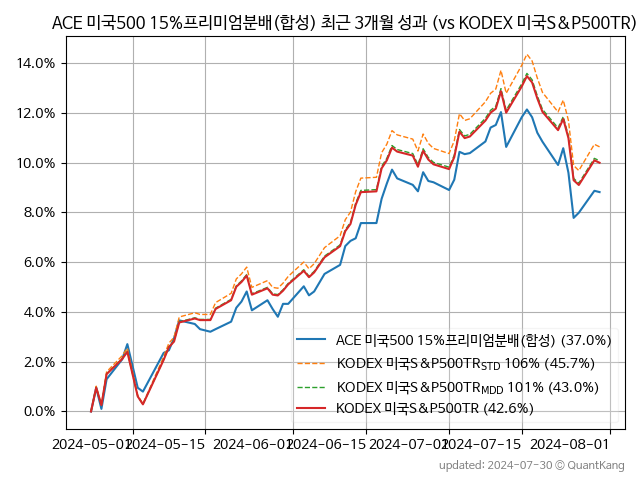 ACE 미국500 15%프리미엄분배(합성) 최근 3개월 성과 (vs KODEX 미국S&P500TR)
14.0%
12.0%
10.0%
8.0%
6.0%
4.0%
2.0%
0.0%
ACE 미국500 15%프리미엄분배(합성) (37.0%)
KODEX 미국S&P500TR_STD 106% (45.7%)
KODEX 미국S&P500TR_MDD 101% (43.0%)
KODEX 미국S&P500TR (42.6%)
2024-05-01 2024-05-15 2024-06-01 2024-06-15 2024-07-01 2024-07-15 2024-08-01
updated: 2024-07-30 © QuantKang